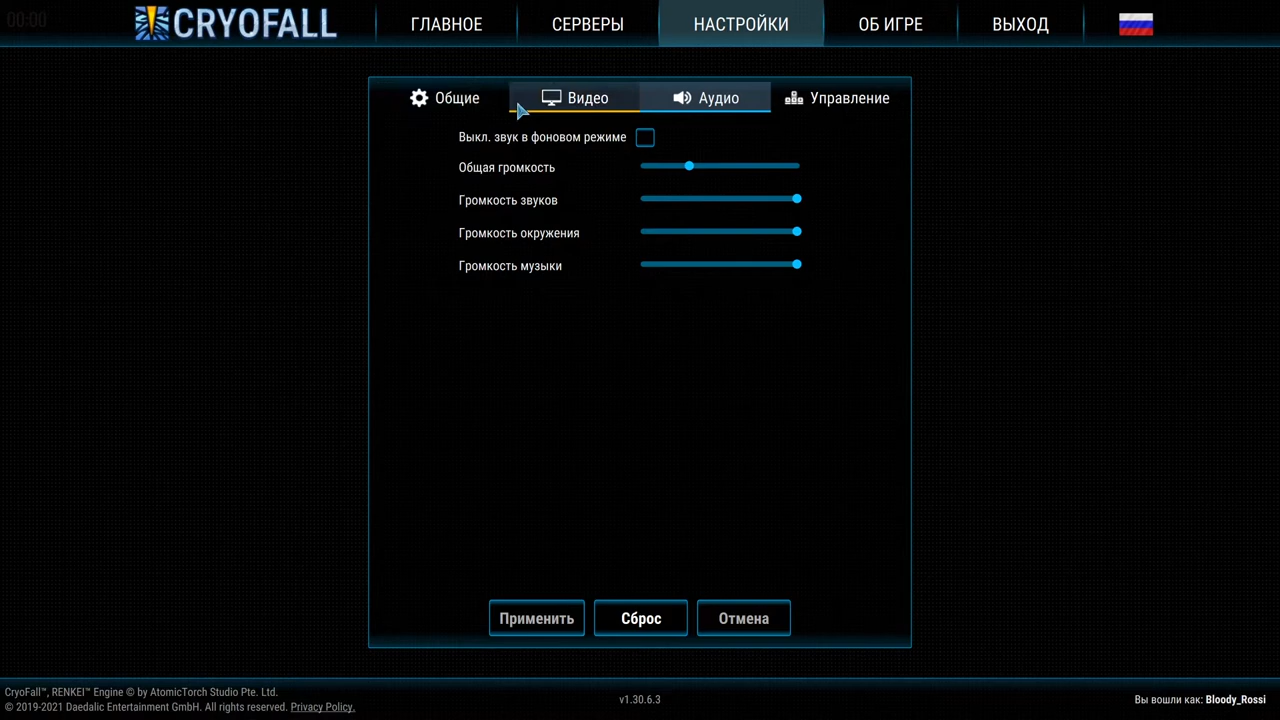 00:00
CRYOFALL
ГЛАВНОЕ
СЕРВЕРЫ
НАСТРОЙКИ
ОБ ИГРЕ
ВЫХОД
Общие
Видео
Аудио
Управление
Выкл. звук в фоновом режиме
Общая громкость
Громкость звуков
Громкость окружения
Громкость музыки
Применить
Сброс
Отмена
CryoFall™, RENKEI™ Engine © by AtomicTorch Studio Pte. Ltd.
© 2019-2021 Daedalic Entertainment GmbH. All rights reserved. Privacy Policy.
v1.30.6.3
Вы вошли как: Bloody_Rossi